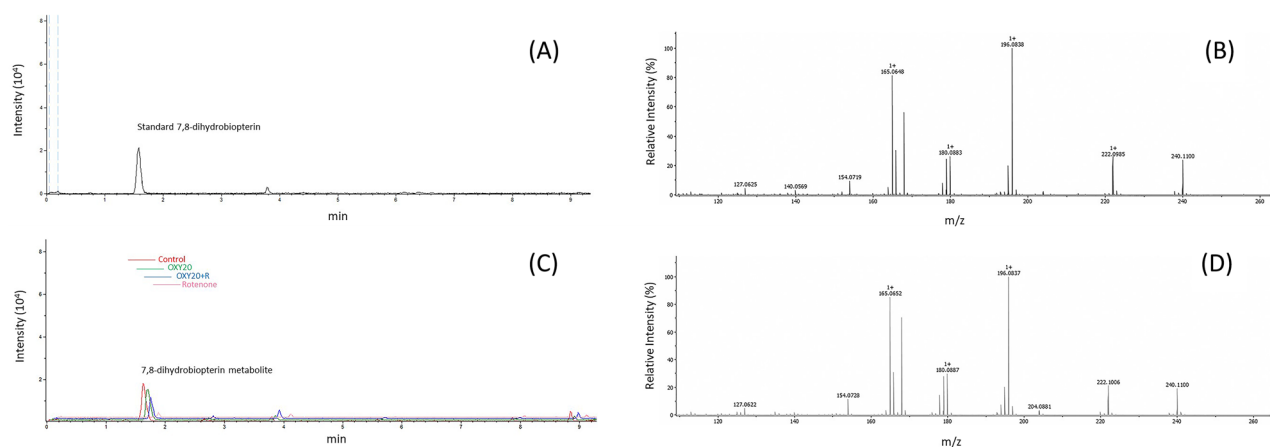 (A)
Intensity (10⁴)
8
6
4
2
0
Standard 7,8-dihydrobiopterin
0 1 2 3 4 5 6 7 8 9
min
(B)
Relative Intensity (%)
100
80
60
40
20
0
1+
196.0838
1+
165.0648
1+
180.0883
1+
222.0985
240.1100
154.0719
127.0625
140.0569
120 140 160 180 200 220 240 260
m/z
(C)
Intensity (10⁴)
8
6
4
2
Control
OXY20
OXY20+R
Rotenone
7,8-dihydrobiopterin metabolite
0 1 2 3 4 5 6 7 8 9
min
(D)
Relative Intensity (%)
100
80
60
40
20
0
1+
196.0837
1+
165.0652
1+
180.0887
222.1006
240.1100
154.0728
127.0622
204.0881
120 140 160 180 200 220 240 260
m/z